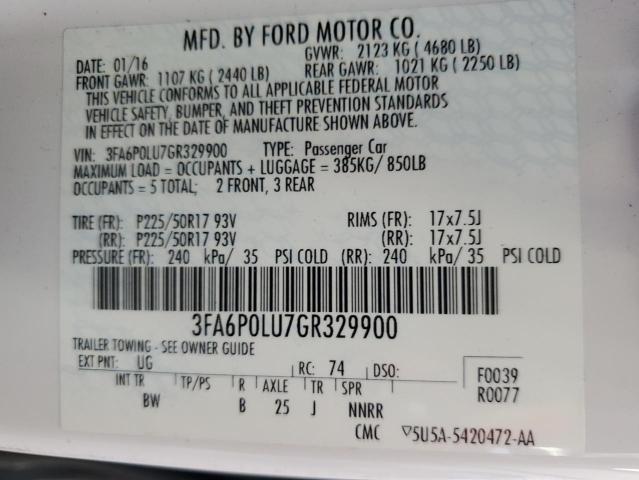 MFD. BY FORD MOTOR CO.
DATE: 01/16 GVWR: 2123 KG ( 4680 LB)
FRONT GAWR: 1107 KG ( 2440 LB) REAR GAWR: 1021 KG ( 2250 LB)
THIS VEHICLE CONFORMS TO ALL APPLICABLE FEDERAL MOTOR
VEHICLE SAFETY, BUMPER, AND THEFT PREVENTION STANDARDS
IN EFFECT ON THE DATE OF MANUFACTURE SHOWN ABOVE.
VIN: 3FA6P0LU7GR329900 TYPE: Passenger Car
MAXIMUM LOAD = OCCUPANTS + LUGGAGE = 385KG/ 850LB
OCCUPANTS = 5 TOTAL; 2 FRONT, 3 REAR
TIRE (FR): P225/50R17 93V RIMS (FR): 17x7.5J
(RR): P225/50R17 93V (RR): 17x7.5J
PRESSURE (FR): 240 kPa/ 35 PSI COLD (RR): 240 kPa/ 35 PSI COLD
3FA6P0LU7GR329900
TRAILER TOWING - SEE OWNER GUIDE
EXT PNT: UG RC: 74 DSO: F0039
INT TR TP/PS R AXLE TR SPR R0077
BW B 25 J NNRR
CMC 5U5A-5420472-AA